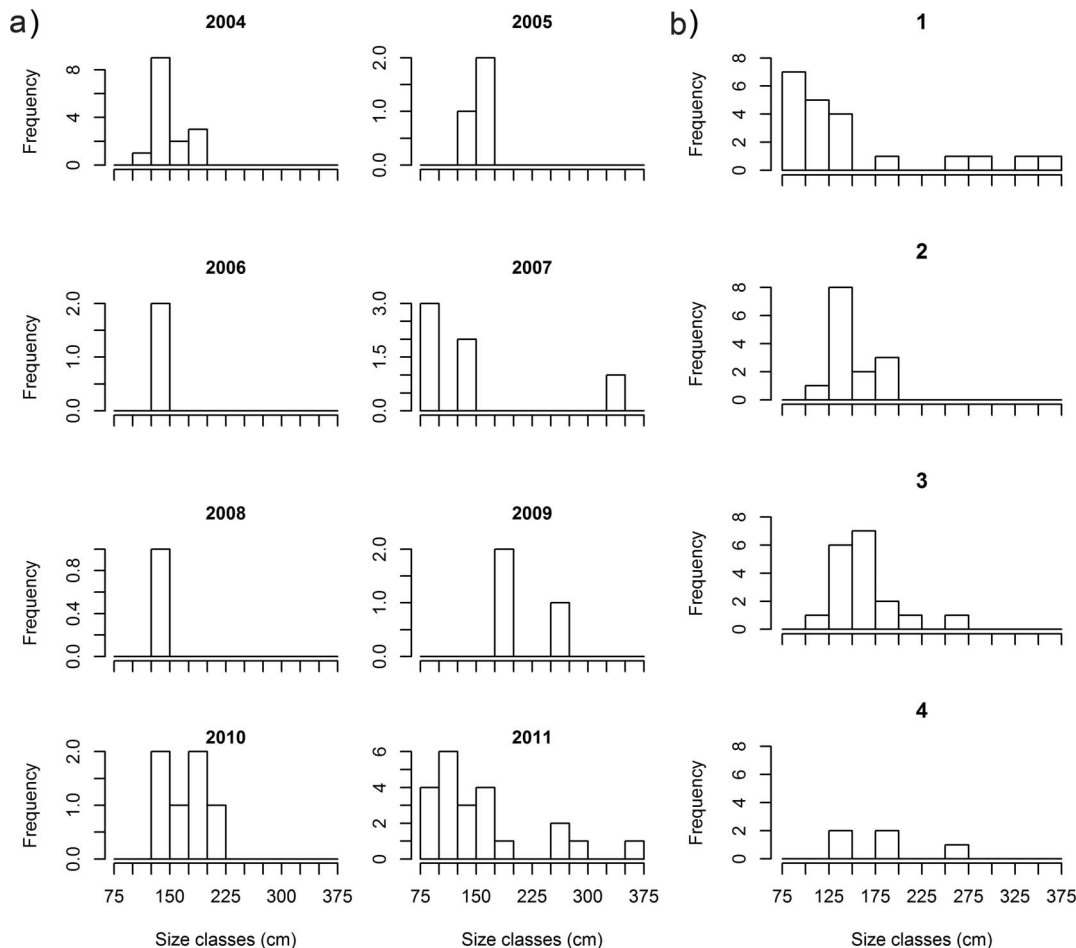 a)
2004
Frequency
0 4 8
2005
0.0 1.0 2.0
2006
Frequency
0.0 1.0 2.0
2007
0.0 1.5 3.0
2008
Frequency
0.0 0.4 0.8
2009
0.0 1.0 2.0
2010
Frequency
0.0 1.0 2.0
75 150 225 300 375
Size classes (cm)
2011
0 2 4 6
75 150 225 300 375
Size classes (cm)
b)
1
Frequency
0 2 4 6 8
2
Frequency
0 2 4 6 8
3
Frequency
0 2 4 6 8
4
Frequency
0 2 4 6 8
75 125 175 225 275 325 375
Size classes (cm)